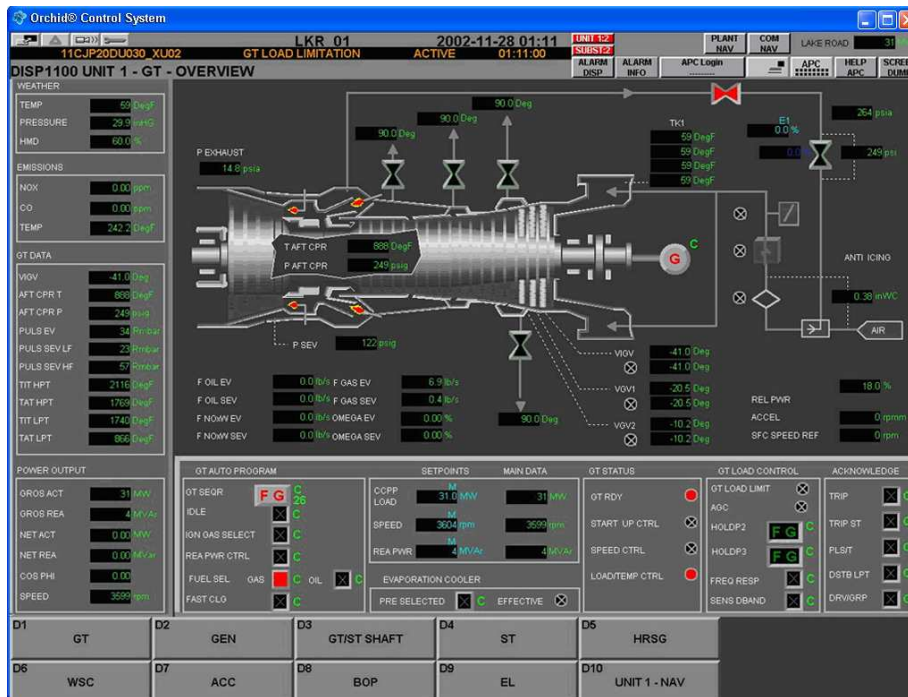 Orchid® Control System
LKR 01 2002-11-28 01:11 UNIT 1:2 PLANT NAV COM NAV LAKE ROAD 31
11CJP20DU030_XU02 GT LOAD LIMITATION ACTIVE 01:11:00 SUBST:2
DISP1100 UNIT 1 - GT - OVERVIEW ALARM DISP ALARM INFO APC Login -------- APC HELP APC SCREE DUMI
WEATHER
TEMP 59 DegF
PRESSURE 29.9 inHG
HMD 60.0 %
EMISSIONS
NOX 0.00 ppm
CO 0.00 ppm
TEMP 242.2 DegF
GT DATA
VIGV -41.0 Deg
AFT CPR T 888 DegF
AFT CPR P 249 psig
PULS EV 34 Rmbar
PULS SEV LF 23 Rmbar
PULS SEV HF 57 Rmbar
TIT HPT 2116 DegF
TAT HPT 1769 DegF
TIT LPT 1740 DegF
TAT LPT 866 DegF
POWER OUTPUT
GROS ACT 31 MW
GROS REA 4 MVAr
NET ACT 0.00 MW
NET REA 0.00 MVar
COS PHI 0.00
SPEED 3599 rpm
90.0 Deg
90.0 Deg
90.0 Deg
P EXHAUST
14.8 psia
TK1
59 DegF
59 DegF
59 DegF
59 DegF
E1
0.0 %
0.0 %
264 psia
249 psi
T AFT CPR 888 DegF
P AFT CPR 249 psig
G C
ANTI ICING
0.38 inWC
AIR
P SEV 122 psig
F OIL EV 0.0 lb/s F GAS EV 6.9 lb/s
F OIL SEV 0.0 lb/s F GAS SEV 0.4 lb/s
F NOxW EV 0.0 lb/s OMEGA EV 0.00 %
F NOxW SEV 0.0 lb/s OMEGA SEV 0.00 %
90.0 Deg
VIGV -41.0 Deg
-41.0 Deg
VGV1 -20.5 Deg
-20.5 Deg
VGV2 -10.2 Deg
-10.2 Deg
18.0 %
REL PWR
ACCEL 0 rpmm
SFC SPEED REF 0 rpm
GT AUTO PROGRAM
GT SEQR F G C 26
IDLE C
IGN GAS SELECT C
REA PWR CTRL C
FUEL SEL GAS C OIL C
FAST CLG C
SETPOINTS MAIN DATA
CCPP LOAD M 31.0 MW 31 MW
SPEED M 3604 rpm 3599 rpm
REA PWR M 4 MVAr 4 MVAr
EVAPORATION COOLER
PRE SELECTED C EFFECTIVE
GT STATUS
GT RDY
START UP CTRL
SPEED CTRL
LOAD/TEMP CTRL
GT LOAD CONTROL
GT LOAD LIMIT
AGC
HOLDP2 F G C
HOLDP3 F G C
FREQ RESP C
SENS DBAND C
ACKNOWLEDGE
TRIP C
TRIP ST C
PLS/T C
DSTB LPT C
DRV/GRP C
D1 GT
D2 GEN
D3 GT/ST SHAFT
D4 ST
D5 HRSG
D6 WSC
D7 ACC
D8 BOP
D9 EL
D10 UNIT 1 - NAV